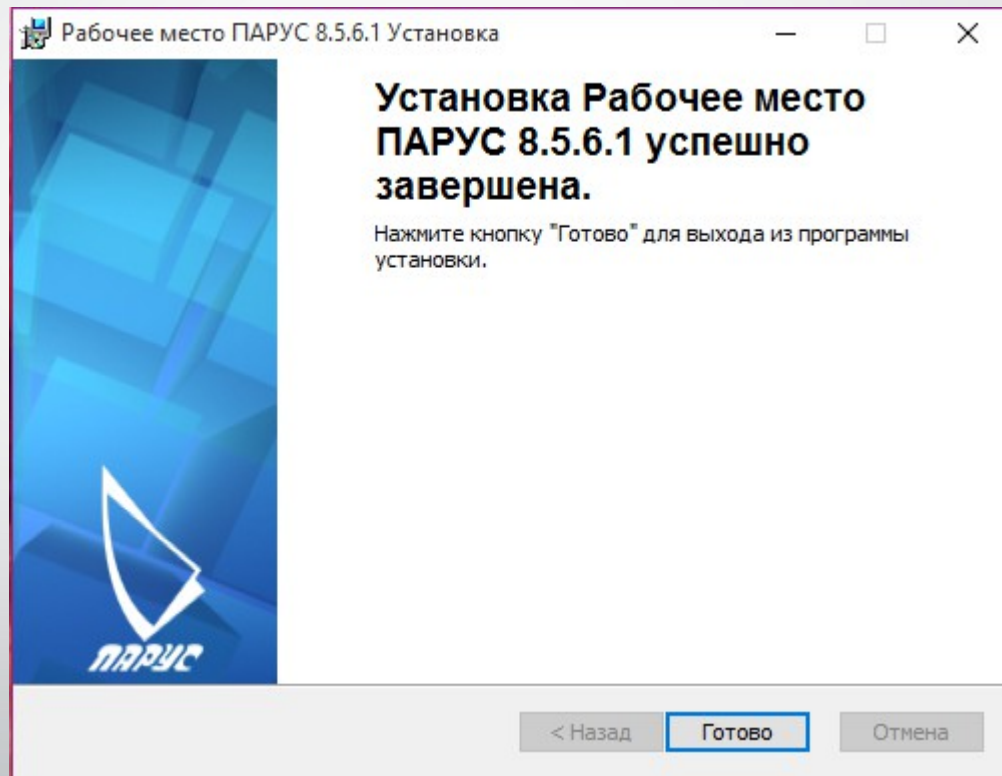 Рабочее место ПАРУС 8.5.6.1 Установка
Установка Рабочее место
ПАРУС 8.5.6.1 успешно
завершена.
Нажмите кнопку "Готово" для выхода из программы
установки.
ПАРУС
< Назад
Готово
Отмена